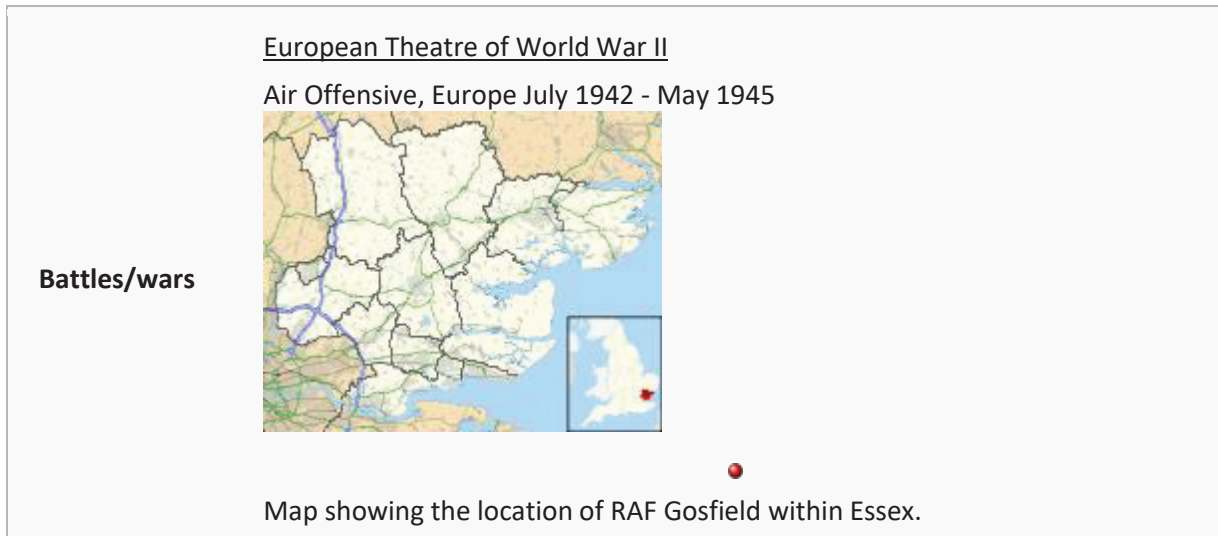 European Theatre of World War II
Air Offensive, Europe July 1942 - May 1945
Battles/wars
Map showing the location of RAF Gosfield within Essex.